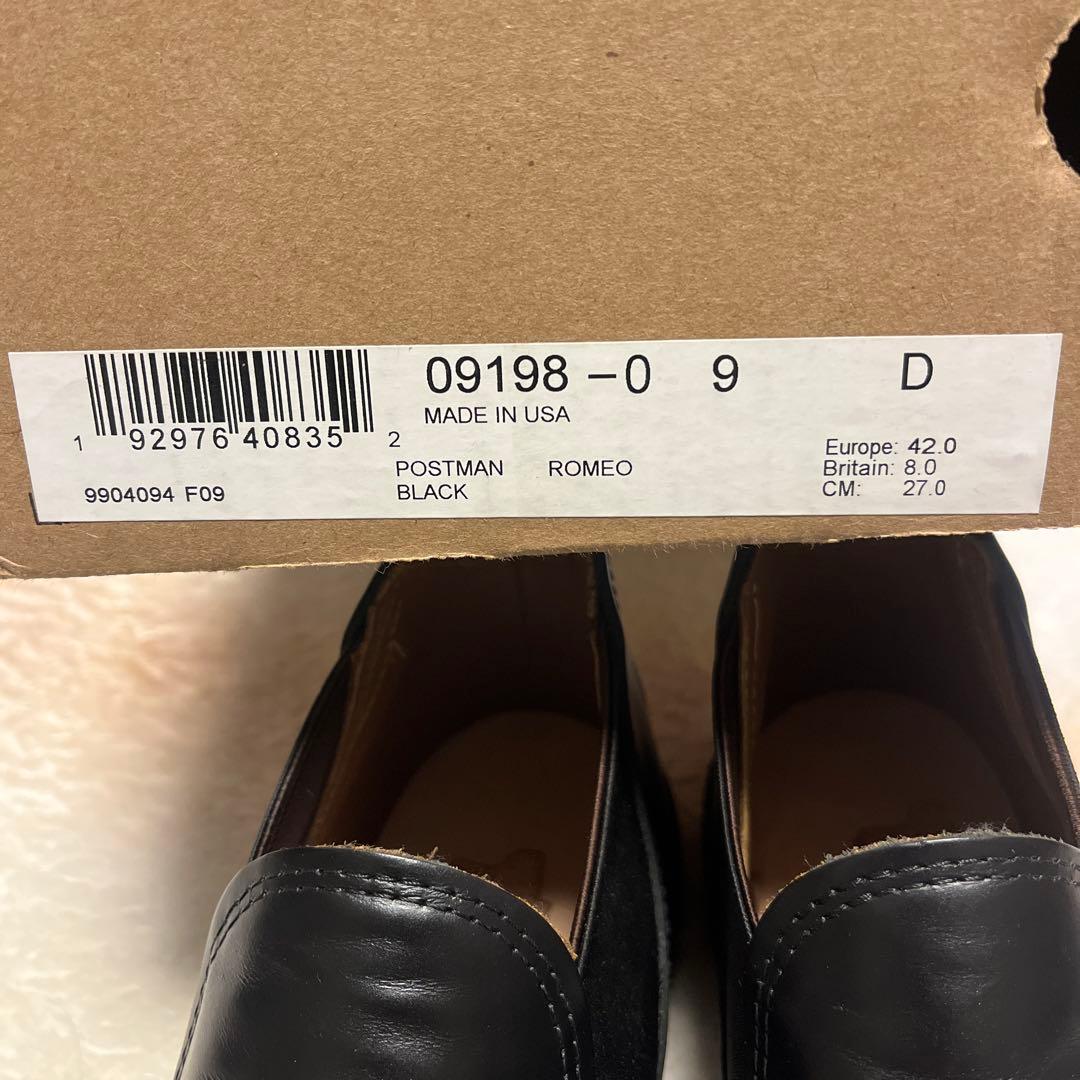 09198 -0 9 D
MADE IN USA
1 92976 40835 2
POSTMAN ROMEO
BLACK
9904094 F09
Europe: 42.0
Britain: 8.0
CM: 27.0